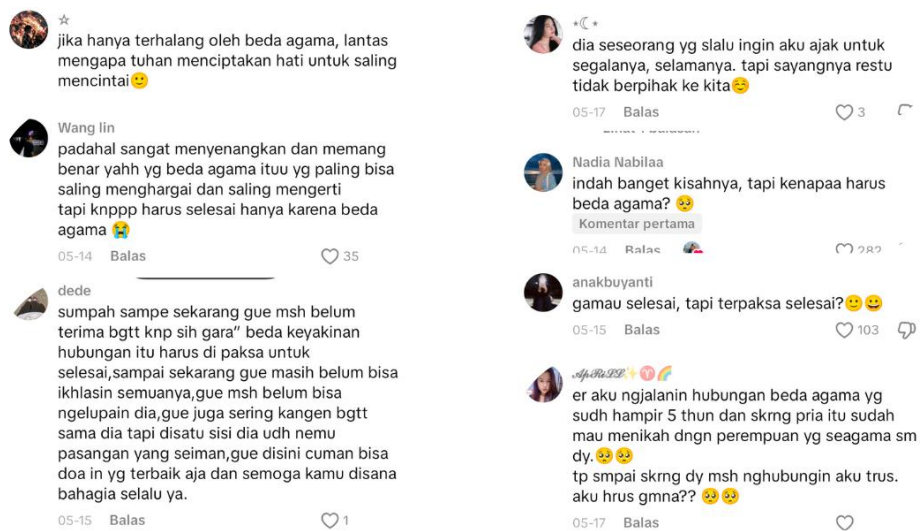 ☆
jika hanya terhalang oleh beda agama, lantas
mengapa tuhan menciptakan hati untuk saling
mencintai🙂
Wang lin
padahal sangat menyenangkan dan memang
benar yahh yg beda agama ituu yg paling bisa
saling menghargai dan saling mengerti
tapi knppp harus selesai hanya karena beda
agama 😭
05-14 Balas 35
dede
sumpah sampe sekarang gue msh belum
terima bgtt knp sih gara” beda keyakinan
hubungan itu harus di paksa untuk
selesai,sampai sekarang gue masih belum bisa
ikhlasin semuanya,gue msh belum bisa
ngelupain dia,gue juga sering kangen bgtt
sama dia tapi disatu sisi dia udh nemu
pasangan yang seiman,gue disini cuman bisa
doa in yg terbaik aja dan semoga kamu disana
bahagia selalu ya.
05-15 Balas 1
⋆☾⋆
dia seseorang yg slalu ingin aku ajak untuk
segalanya, selamanya. tapi sayangnya restu
tidak berpihak ke kita☺️
05-17 Balas 3
Nadia Nabilaa
indah banget kisahnya, tapi kenapaa harus
beda agama? 🥺
Komentar pertama
05-14 Balas 282
anakbuyanti
gamau selesai, tapi terpaksa selesai?🙂😀
05-15 Balas 103
𝒜𝓅𝑅𝒾𝐿𝐿✨♈🌈
er aku ngjalanin hubungan beda agama yg
sudh hampir 5 thun dan skrng pria itu sudah
mau menikah dngn perempuan yg seagama sm
dy.🥺🥺
tp smpai skrng dy msh nghubungin aku trus.
aku hrus gmna?? 🥺🥺
05-17 Balas